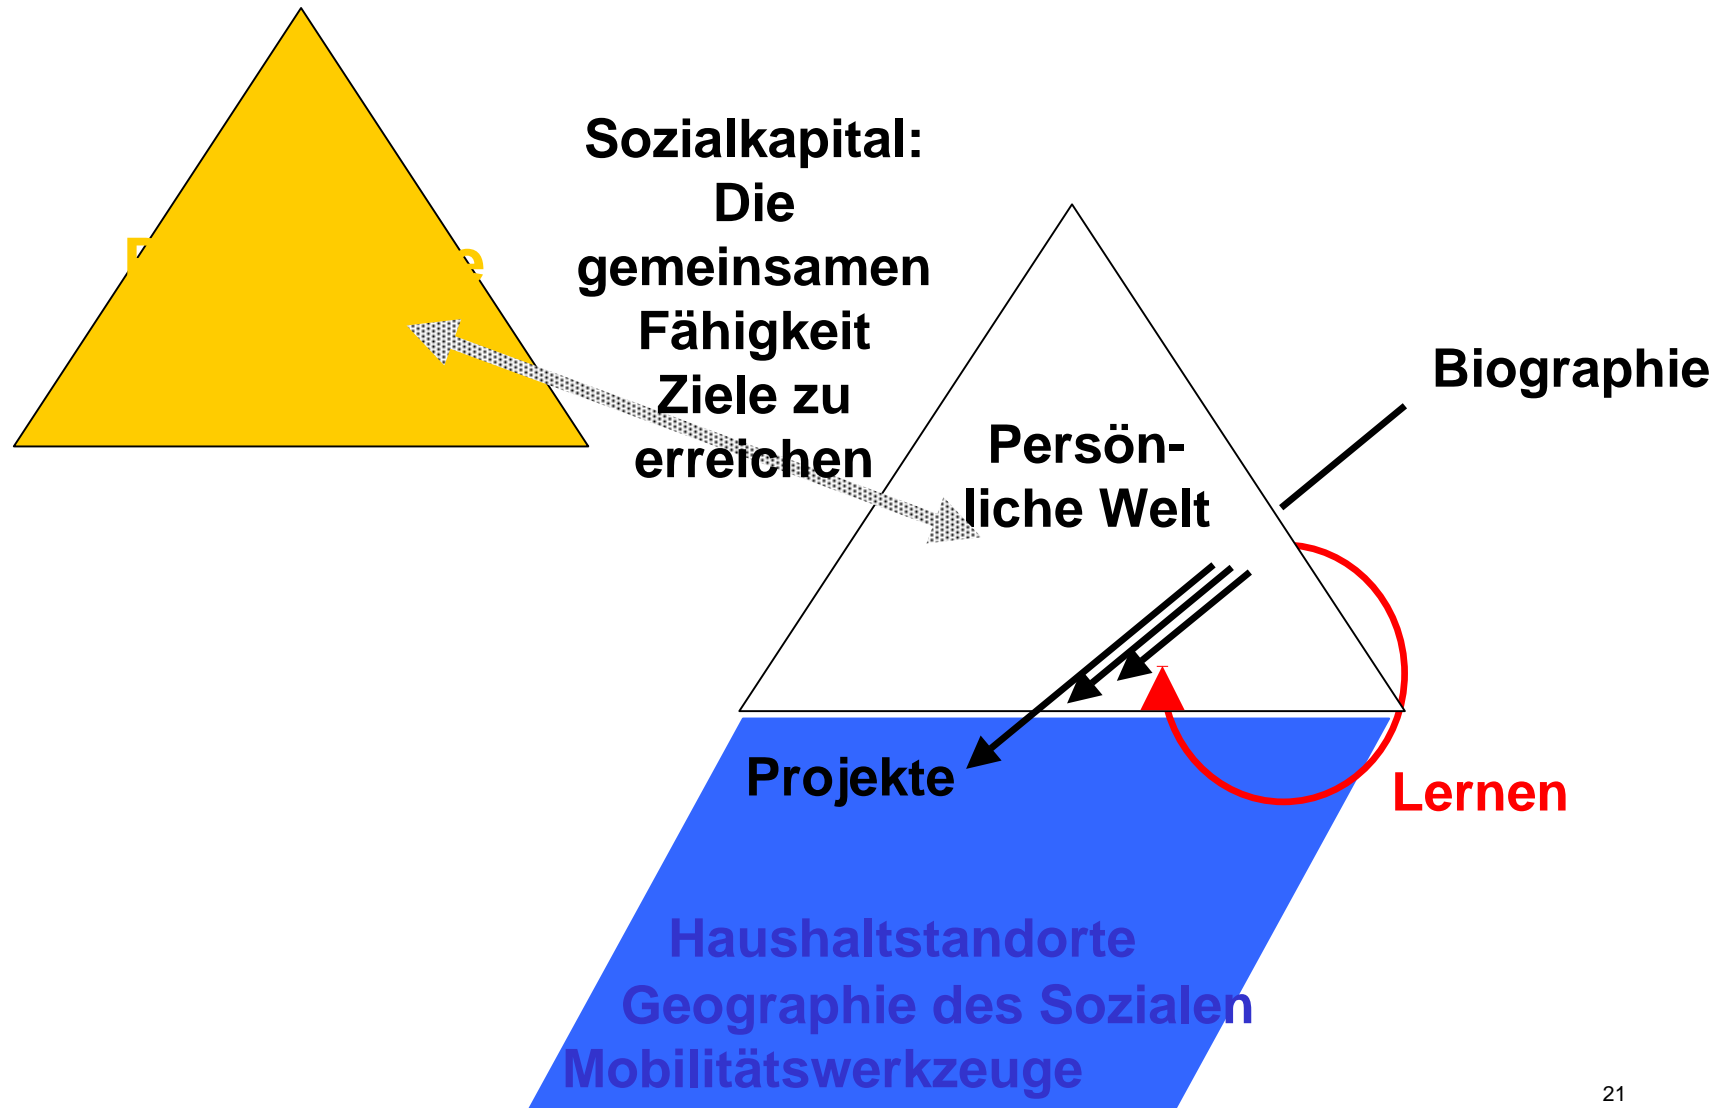 Sozialkapital:
Die
gemeinsamen
Fähigkeit
Ziele zu
erreichen
Biographie
Persön-
liche Welt
Projekte
Lernen
Haushaltstandorte
Geographie des Sozialen
Mobilitätswerkzeuge
21